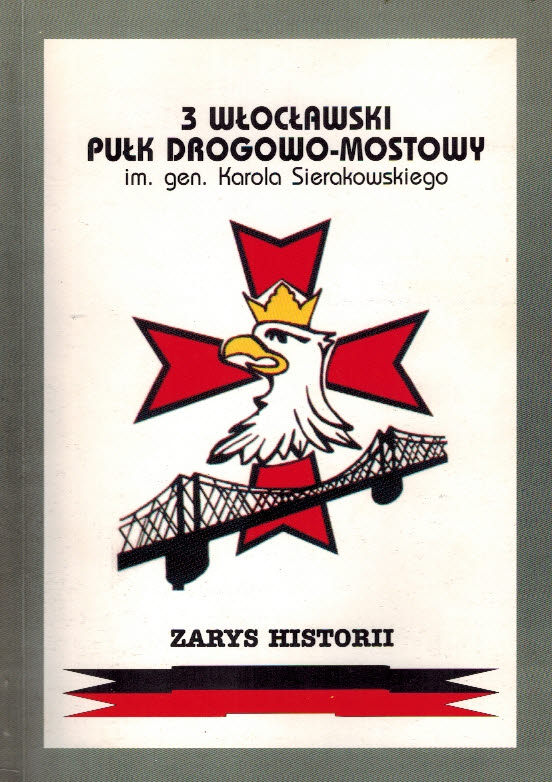 3 WŁOCŁAWSKI
PUŁK DROGOWO-MOSTOWY
im. gen. Karola Sierakowskiego
ZARYS HISTORII